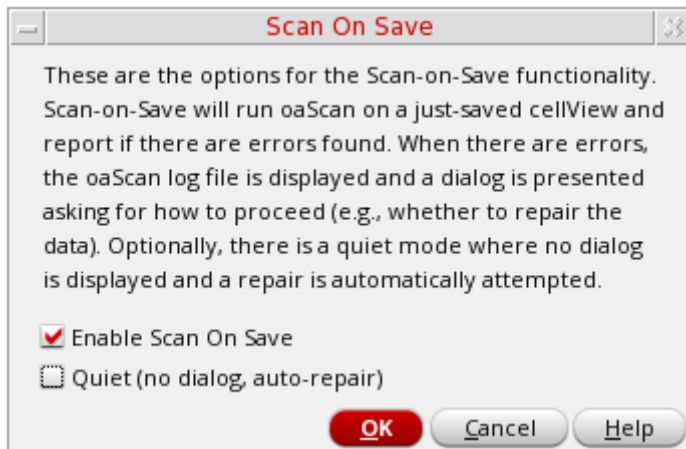 Scan On Save
These are the options for the Scan-on-Save functionality.
Scan-on-Save will run oaScan on a just-saved cellView and
report if there are errors found. When there are errors,
the oaScan log file is displayed and a dialog is presented
asking for how to proceed (e.g., whether to repair the
data). Optionally, there is a quiet mode where no dialog
is displayed and a repair is automatically attempted.
Enable Scan On Save
Quiet (no dialog, auto-repair)
OK Cancel Help